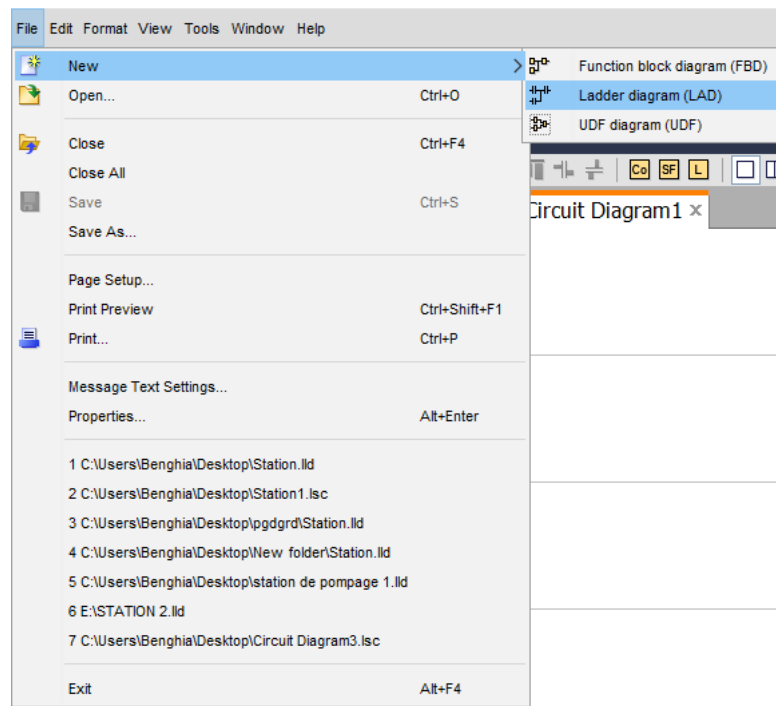 File Edit Format View Tools Window Help
New
Function block diagram (FBD)
Open... Ctrl+O
Ladder diagram (LAD)
UDF diagram (UDF)
Close Ctrl+F4
Close All
Co SF L
Save Ctrl+S
Circuit Diagram1 ×
Save As...
Page Setup...
Print Preview Ctrl+Shift+F1
Print... Ctrl+P
Message Text Settings...
Properties... Alt+Enter
1 C:\Users\Benghia\Desktop\Station.lld
2 C:\Users\Benghia\Desktop\Station1.lsc
3 C:\Users\Benghia\Desktop\pgdgrd\Station.lld
4 C:\Users\Benghia\Desktop\New folder\Station.lld
5 C:\Users\Benghia\Desktop\station de pompage 1.lld
6 E:\STATION 2.lld
7 C:\Users\Benghia\Desktop\Circuit Diagram3.lsc
Exit Alt+F4